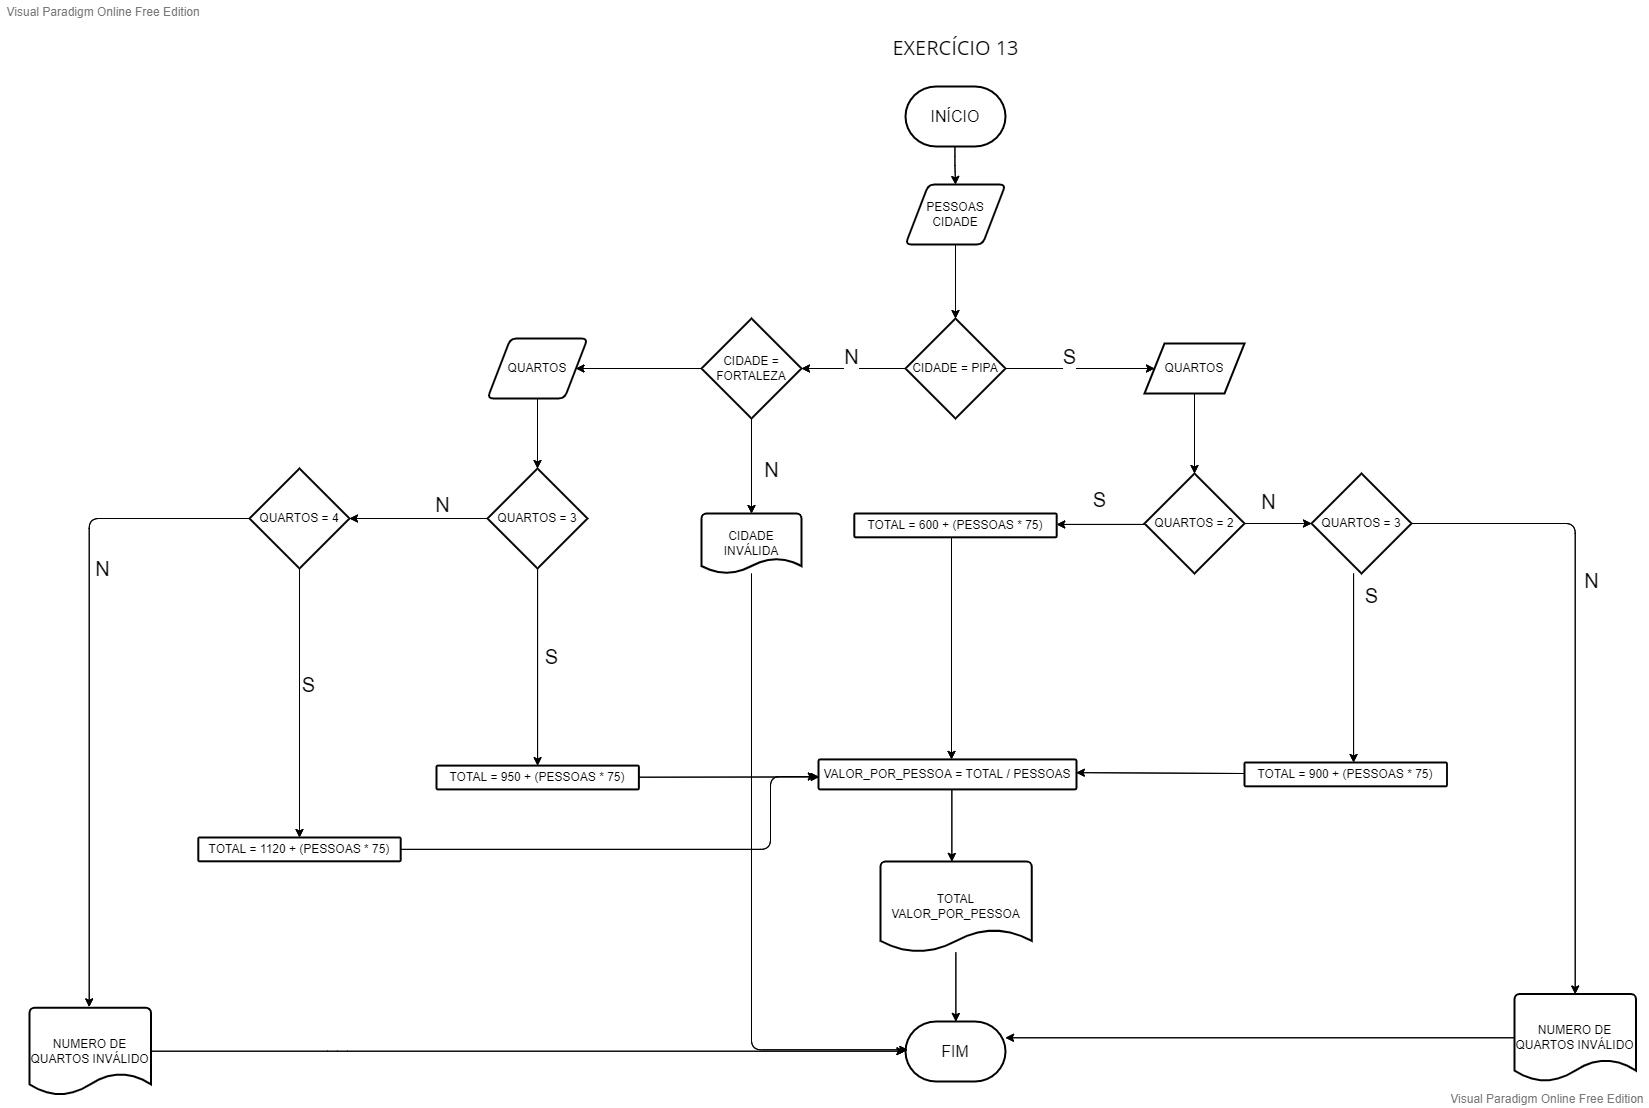 Visual Paradigm Online Free Edition
EXERCÍCIO 13
INÍCIO
PESSOAS
CIDADE
CIDADE = PIPA
N
S
CIDADE =
FORTALEZA
QUARTOS
QUARTOS
N
QUARTOS = 4
N
QUARTOS = 3
CIDADE
INVÁLIDA
TOTAL = 600 + (PESSOAS * 75)
S
QUARTOS = 2
N
QUARTOS = 3
N
N
S
S
S
TOTAL = 950 + (PESSOAS * 75)
VALOR_POR_PESSOA = TOTAL / PESSOAS
TOTAL = 900 + (PESSOAS * 75)
TOTAL = 1120 + (PESSOAS * 75)
TOTAL
VALOR_POR_PESSOA
NUMERO DE
QUARTOS INVÁLIDO
FIM
NUMERO DE
QUARTOS INVÁLIDO
Visual Paradigm Online Free Edition